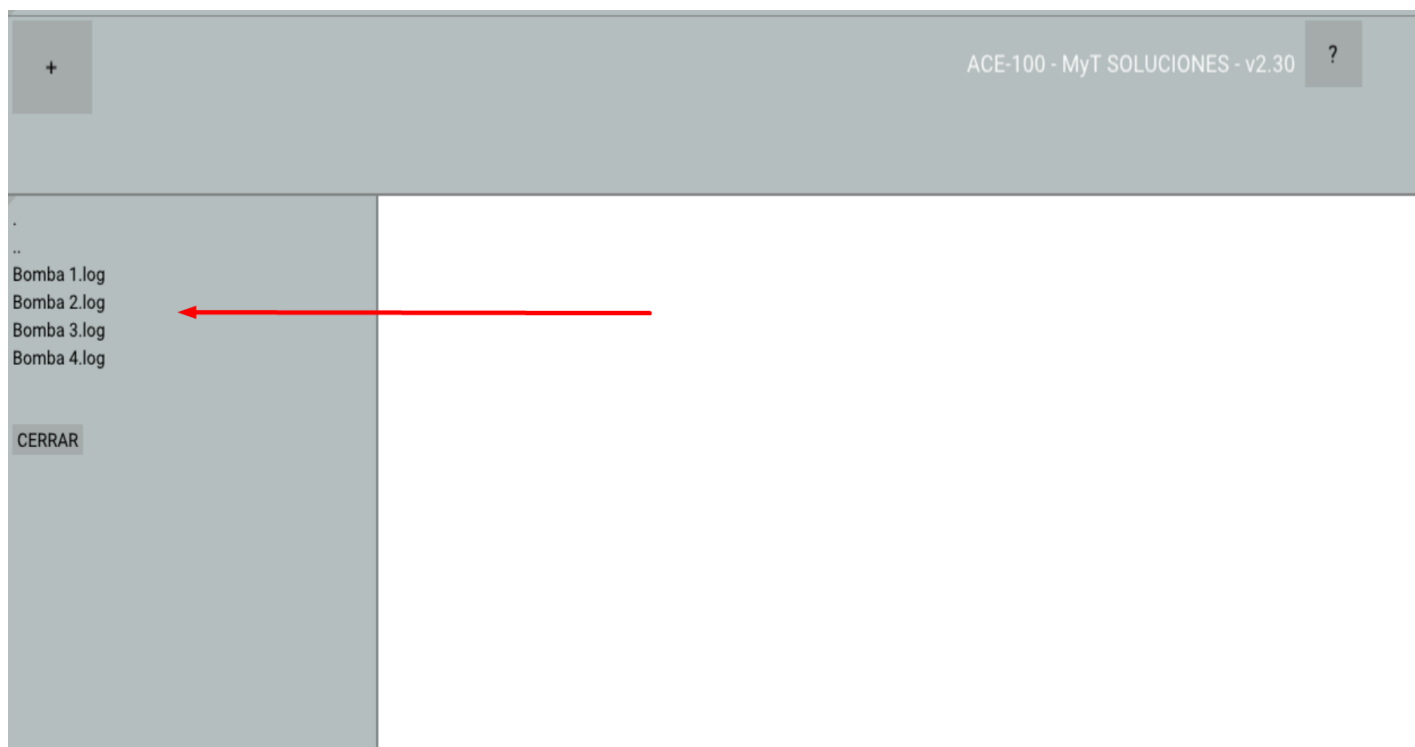 +
ACE-100 - MyT SOLUCIONES - v2.30
?
.
..
Bomba 1.log
Bomba 2.log
Bomba 3.log
Bomba 4.log
CERRAR